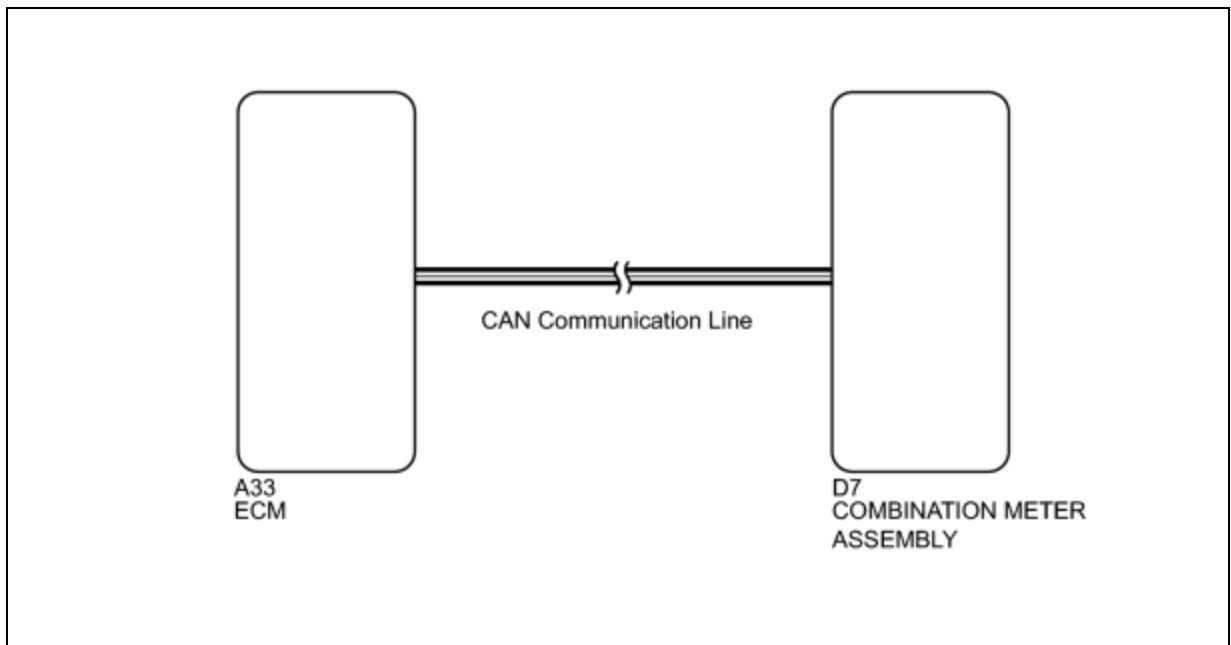 CAN Communication Line
A33
ECM
D7
COMBINATION METER
ASSEMBLY